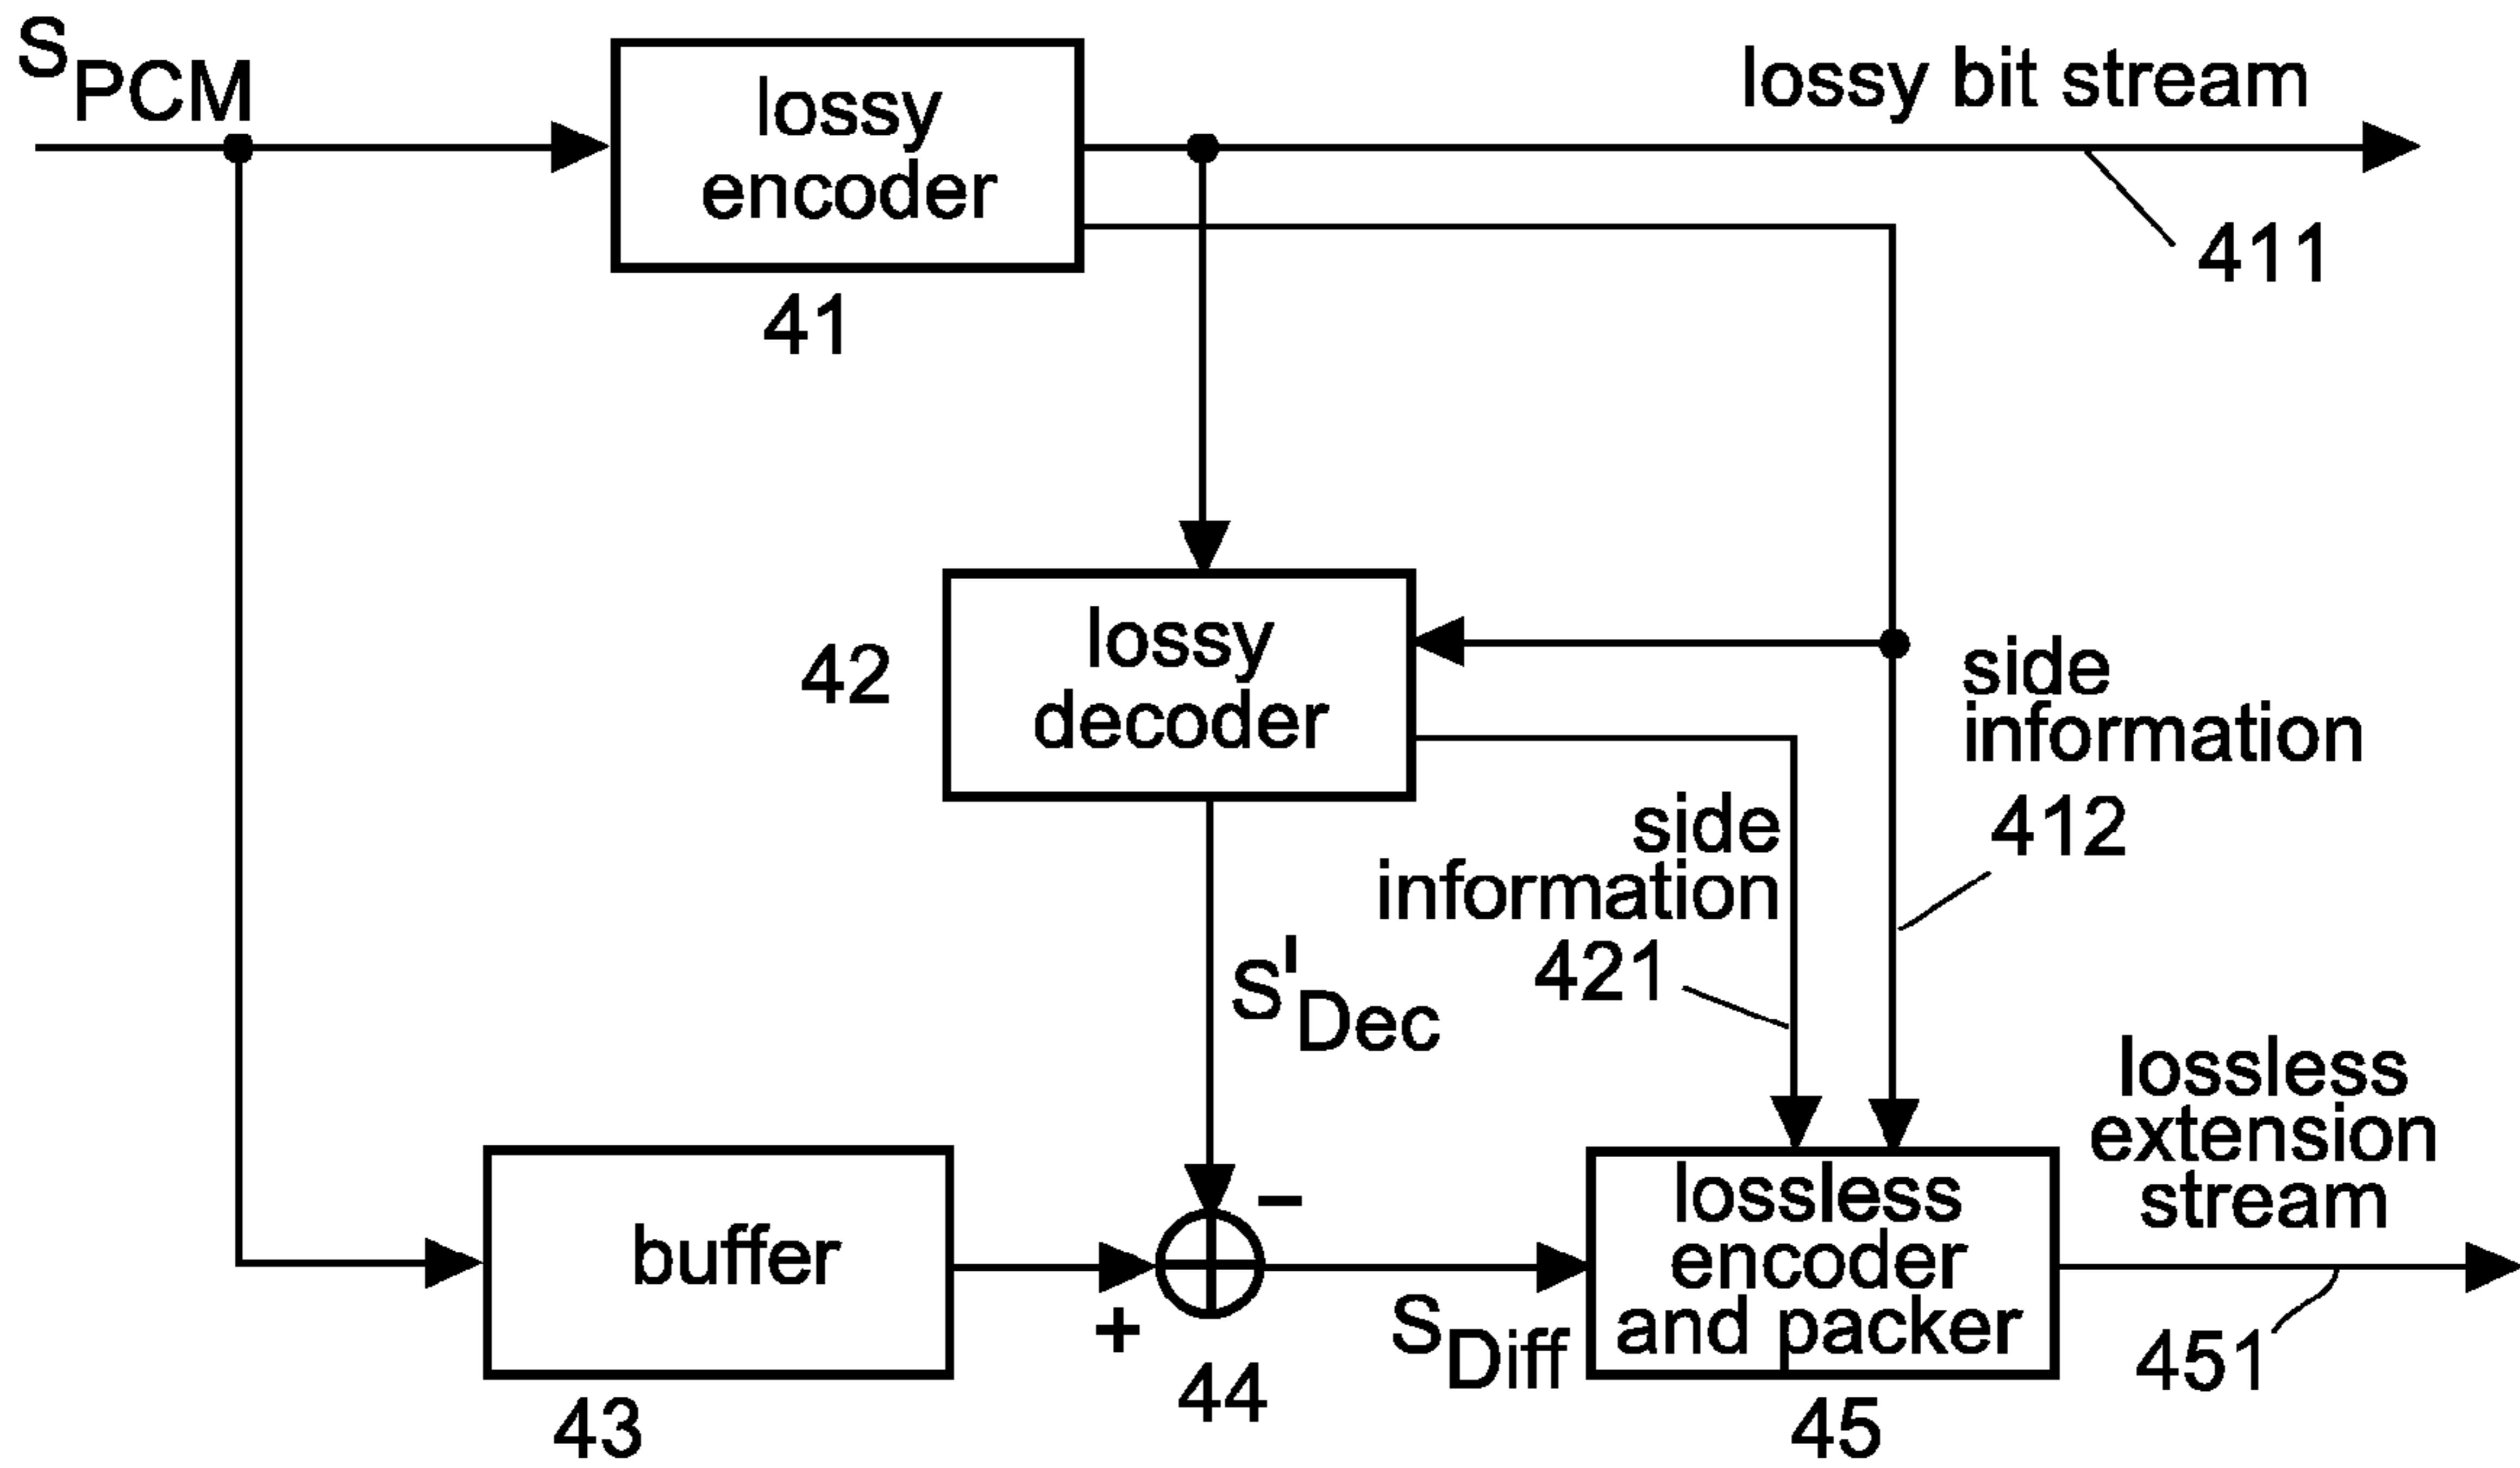 SPCM
lossy
encoder
41
lossy bit stream
411
lossy
decoder
42
side
information
412
side
information
421
S'Dec
buffer
43
+
−
44
SDiff
lossless
encoder
and packer
45
lossless
extension
stream
451